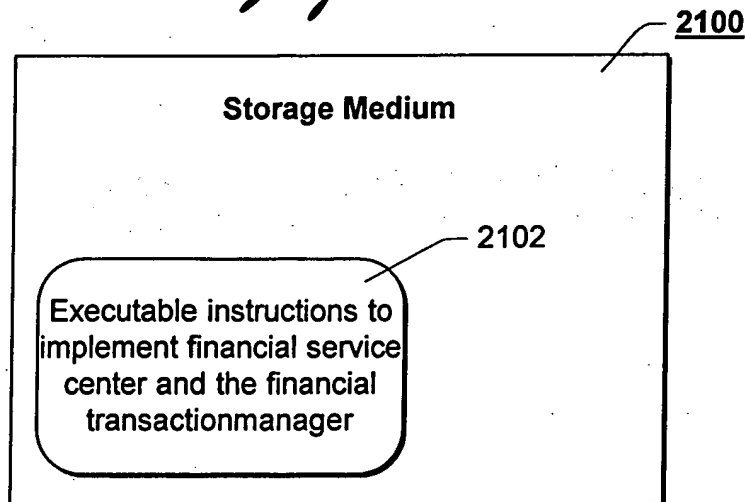 2100
Storage Medium
2102
Executable instructions to
implement financial service
center and the financial
transactionmanager